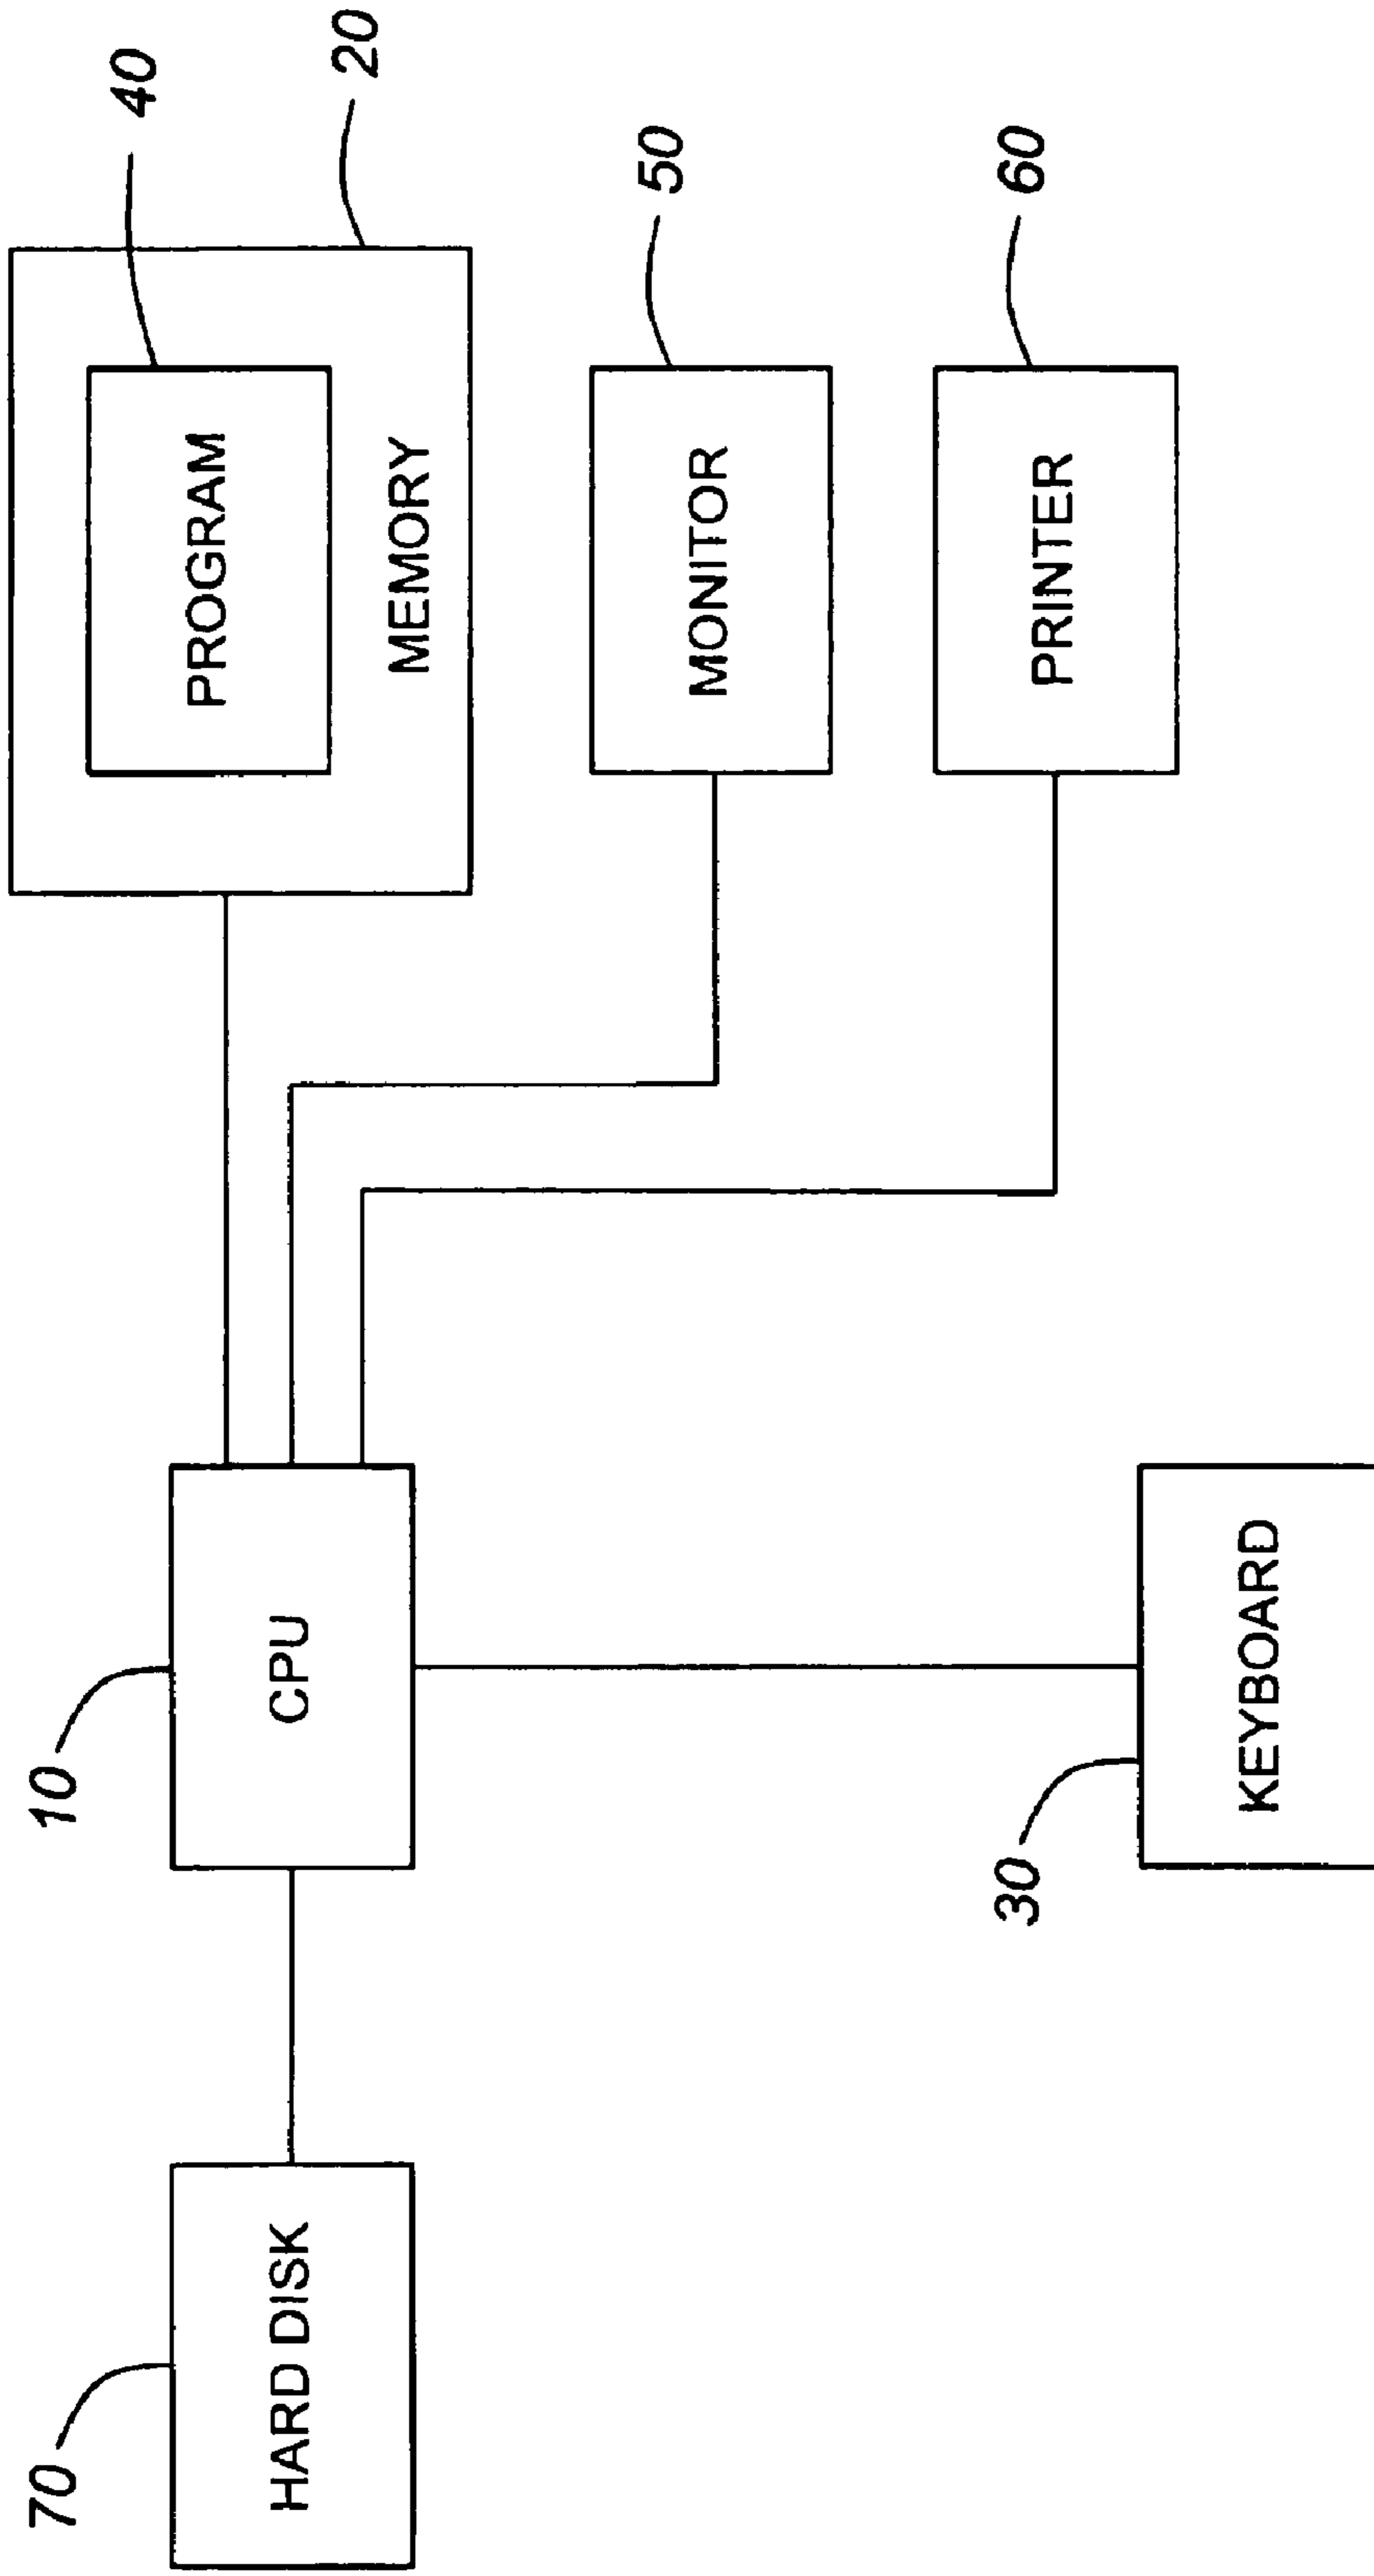 40
20
PROGRAM
MEMORY
10
CPU
50
MONITOR
70
HARD DISK
60
PRINTER
30
KEYBOARD